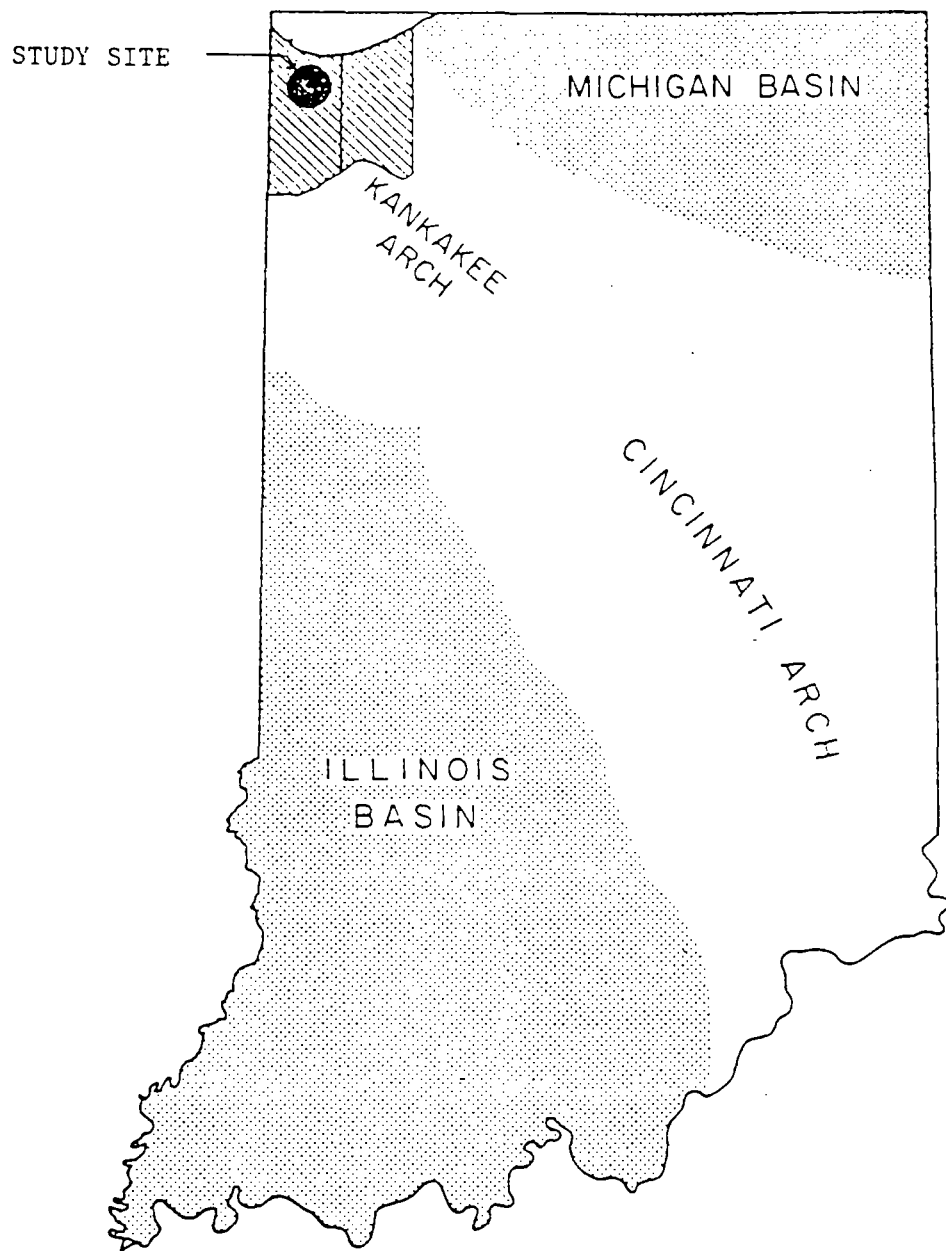 STUDY SITE
MICHIGAN BASIN
KANKAKEE
ARCH
CINCINNATI ARCH
ILLINOIS
BASIN